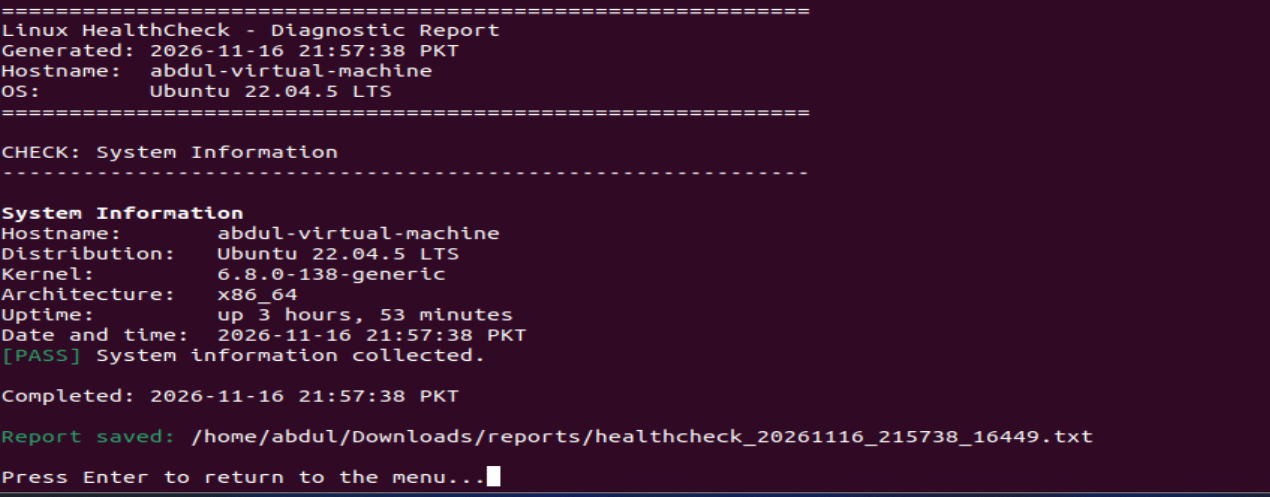 ============================================================
Linux HealthCheck - Diagnostic Report
Generated: 2026-11-16 21:57:38 PKT
Hostname:  abdul-virtual-machine
OS:        Ubuntu 22.04.5 LTS
============================================================
CHECK: System Information
------------------------------------------------------------
System Information
Hostname:       abdul-virtual-machine
Distribution:   Ubuntu 22.04.5 LTS
Kernel:         6.8.0-138-generic
Architecture:   x86_64
Uptime:         up 3 hours, 53 minutes
Date and time:  2026-11-16 21:57:38 PKT
[PASS] System information collected.
Completed: 2026-11-16 21:57:38 PKT
Report saved: /home/abdul/Downloads/reports/healthcheck_20261116_215738_16449.txt
Press Enter to return to the menu...